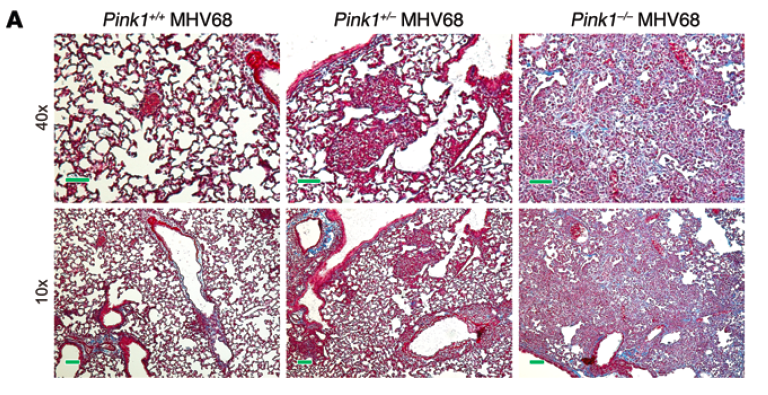 A
Pink1+/+ MHV68 Pink1+/– MHV68 Pink1–/– MHV68
40x
10x